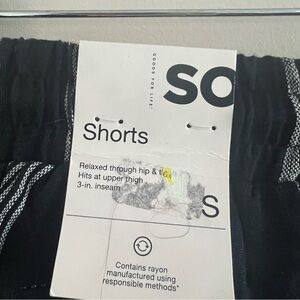 SO
GOODS FOR LIFE
Shorts
Relaxed through hip &
Hits at upper thigh
3-in. inseam
S
Contains rayon
manufactured using
responsible methods*